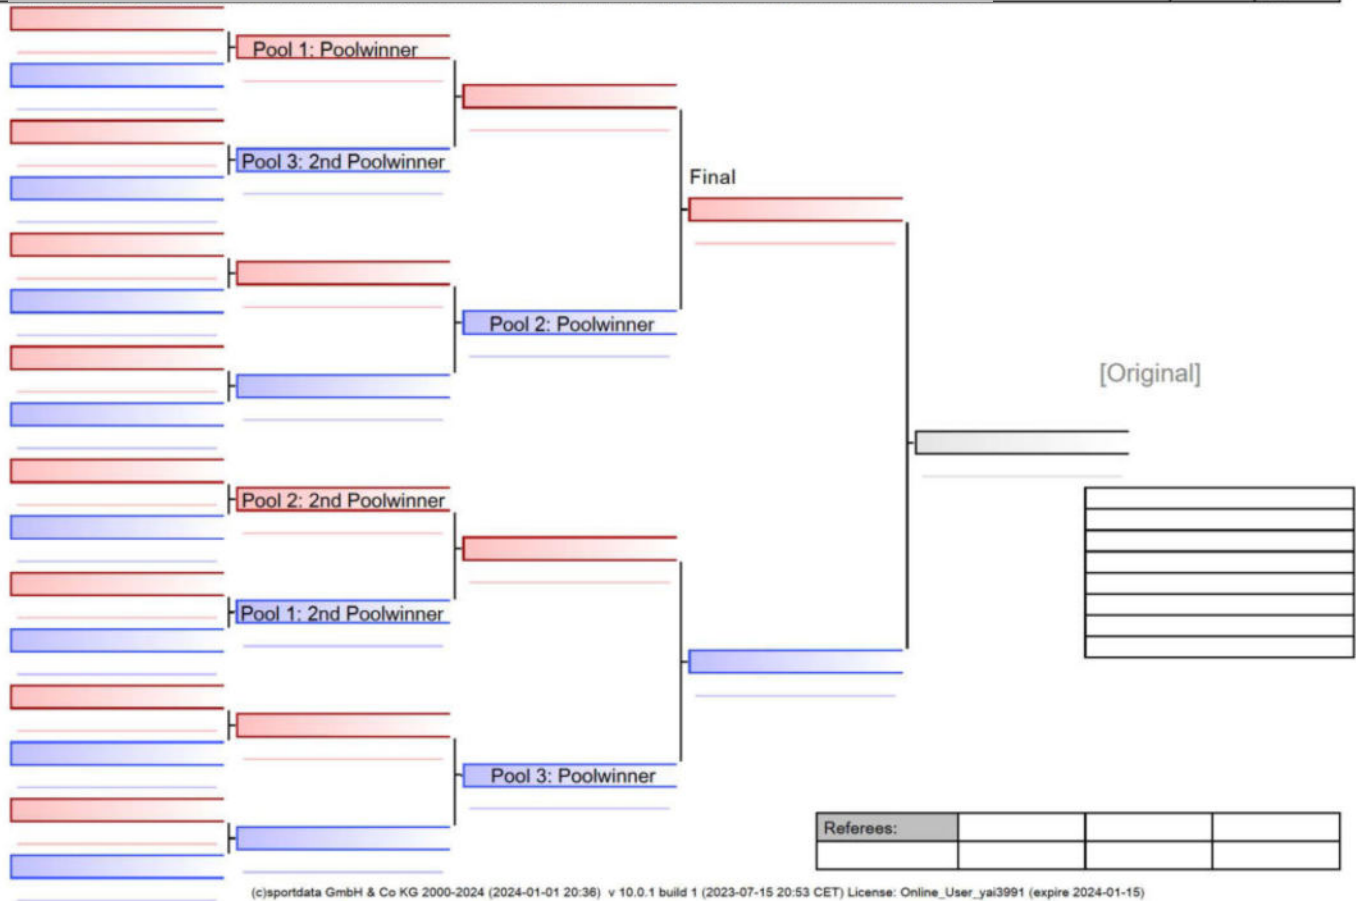 Pool 1: Poolwinner
Pool 3: 2nd Poolwinner
Final
Pool 2: Poolwinner
[Original]
Pool 2: 2nd Poolwinner
Pool 1: 2nd Poolwinner
Pool 3: Poolwinner
Referees:
(c)sportdata GmbH & Co KG 2000-2024 (2024-01-01 20:36) v 10.0.1 build 1 (2023-07-15 20:53 CET) License: Online_User_yai3991 (expire 2024-01-15)